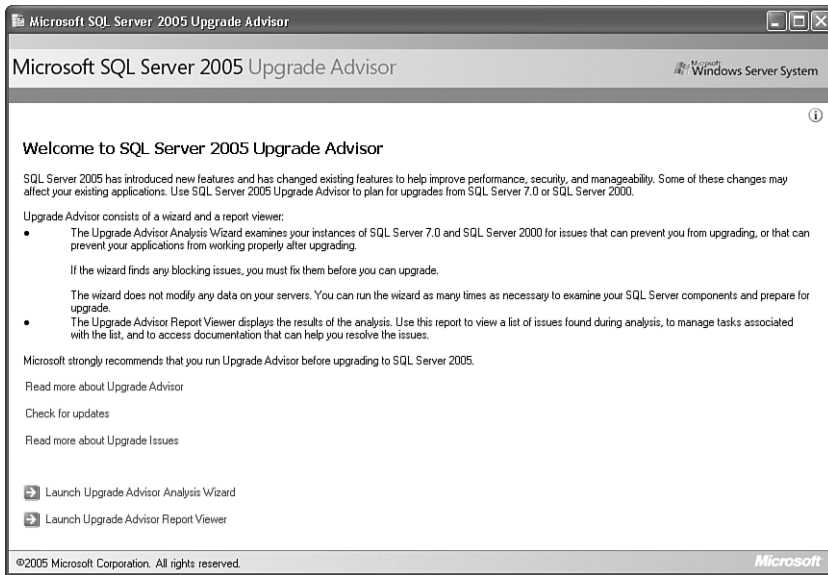 Microsoft SQL Server 2005 Upgrade Advisor
Microsoft SQL Server 2005 Upgrade Advisor
Microsoft
Windows Server System
Welcome to SQL Server 2005 Upgrade Advisor
SQL Server 2005 has introduced new features and has changed existing features to help improve performance, security, and manageability. Some of these changes may
affect your existing applications. Use SQL Server 2005 Upgrade Advisor to plan for upgrades from SQL Server 7.0 or SQL Server 2000.
Upgrade Advisor consists of a wizard and a report viewer:
• The Upgrade Advisor Analysis Wizard examines your instances of SQL Server 7.0 and SQL Server 2000 for issues that can prevent you from upgrading, or that can
prevent your applications from working properly after upgrading.
If the wizard finds any blocking issues, you must fix them before you can upgrade.
The wizard does not modify any data on your servers. You can run the wizard as many times as necessary to examine your SQL Server components and prepare for
upgrade.
• The Upgrade Advisor Report Viewer displays the results of the analysis. Use this report to view a list of issues found during analysis, to manage tasks associated
with the list, and to access documentation that can help you resolve the issues.
Microsoft strongly recommends that you run Upgrade Advisor before upgrading to SQL Server 2005.
Read more about Upgrade Advisor
Check for updates
Read more about Upgrade Issues
Launch Upgrade Advisor Analysis Wizard
Launch Upgrade Advisor Report Viewer
©2005 Microsoft Corporation. All rights reserved.
Microsoft